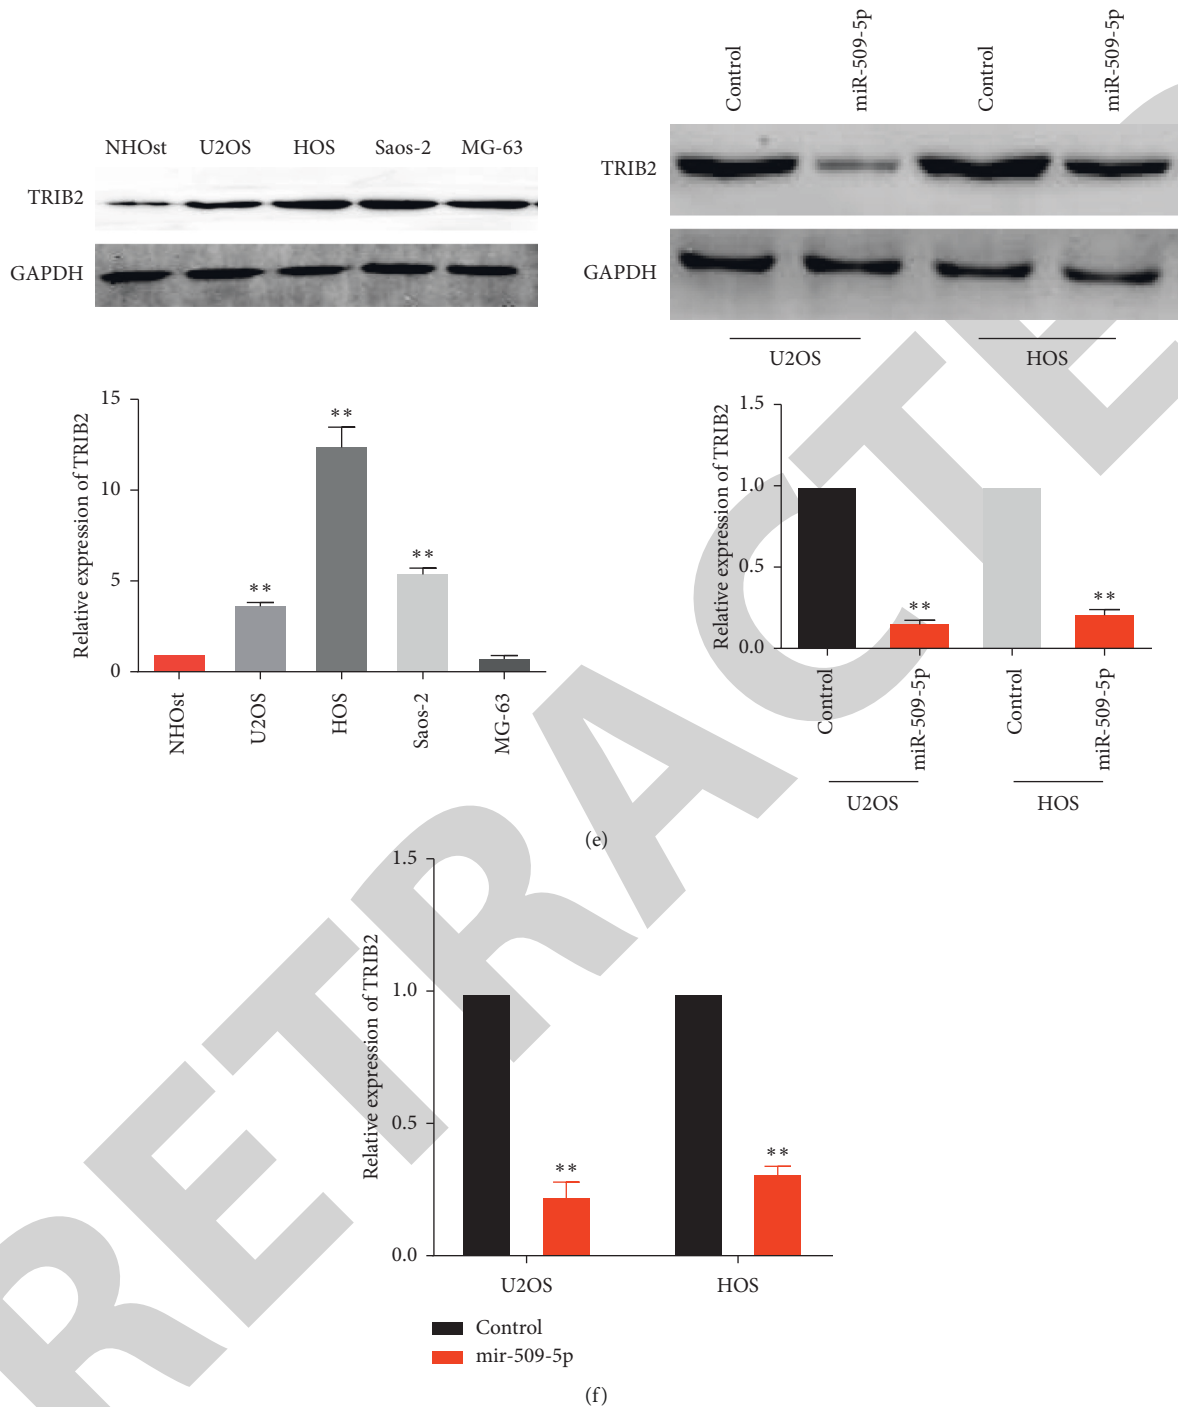 NHOst U2OS HOS Saos-2 MG-63
TRIB2
GAPDH
Control miR-509-5p Control miR-509-5p
TRIB2
GAPDH
U2OS HOS
Relative expression of TRIB2
15
10
5
0
** ** **
NHOst U2OS HOS Saos-2 MG-63
Relative expression of TRIB2
1.5
1.0
0.5
0.0
** **
Control miR-509-5p Control miR-509-5p
U2OS HOS
(e)
Relative expression of TRIB2
1.5
1.0
0.5
0.0
** **
U2OS HOS
Control
mir-509-5p
(f)
RETRACTE